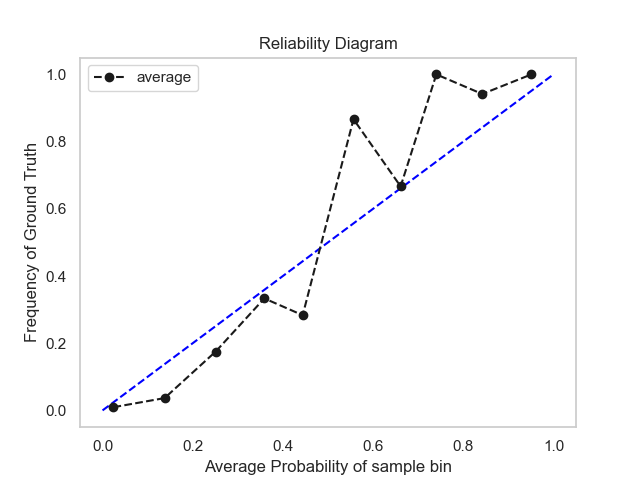 Reliability Diagram
average
1.0
0.8
0.6
0.4
0.2
0.0
Frequency of Ground Truth
0.0 0.2 0.4 0.6 0.8 1.0
Average Probability of sample bin